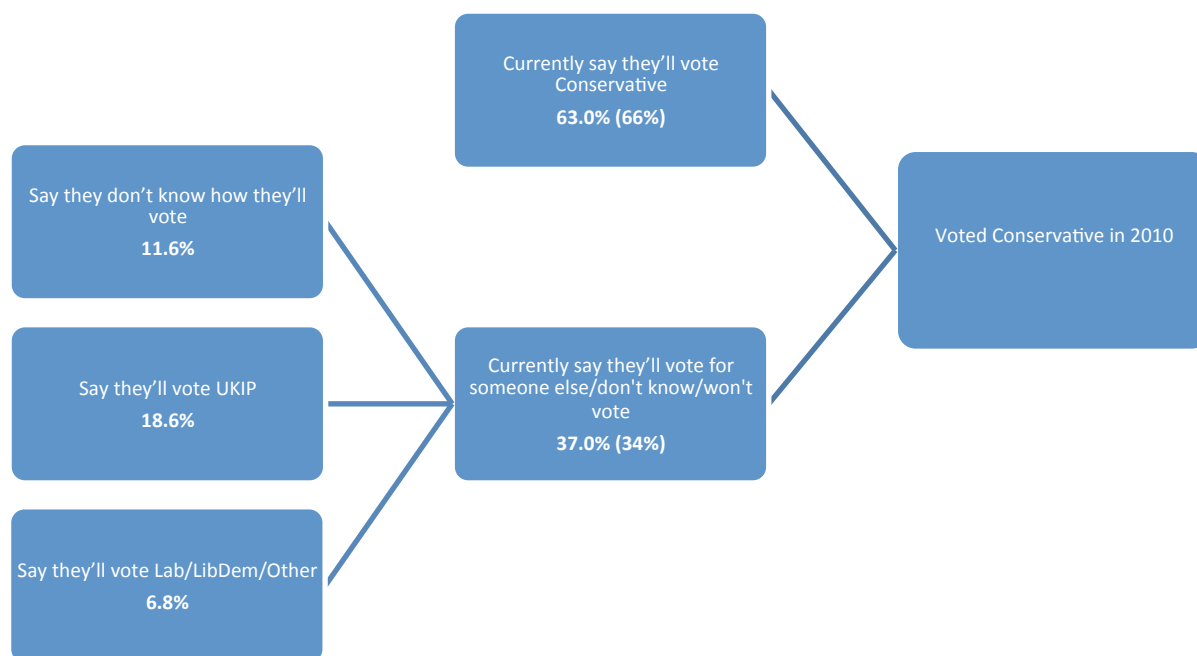 Currently say they’ll vote
Conservative
63.0% (66%)
Say they don’t know how they’ll
vote
11.6%
Voted Conservative in 2010
Say they’ll vote UKIP
18.6%
Currently say they’ll vote for
someone else/don't know/won't
vote
37.0% (34%)
Say they’ll vote Lab/LibDem/Other
6.8%